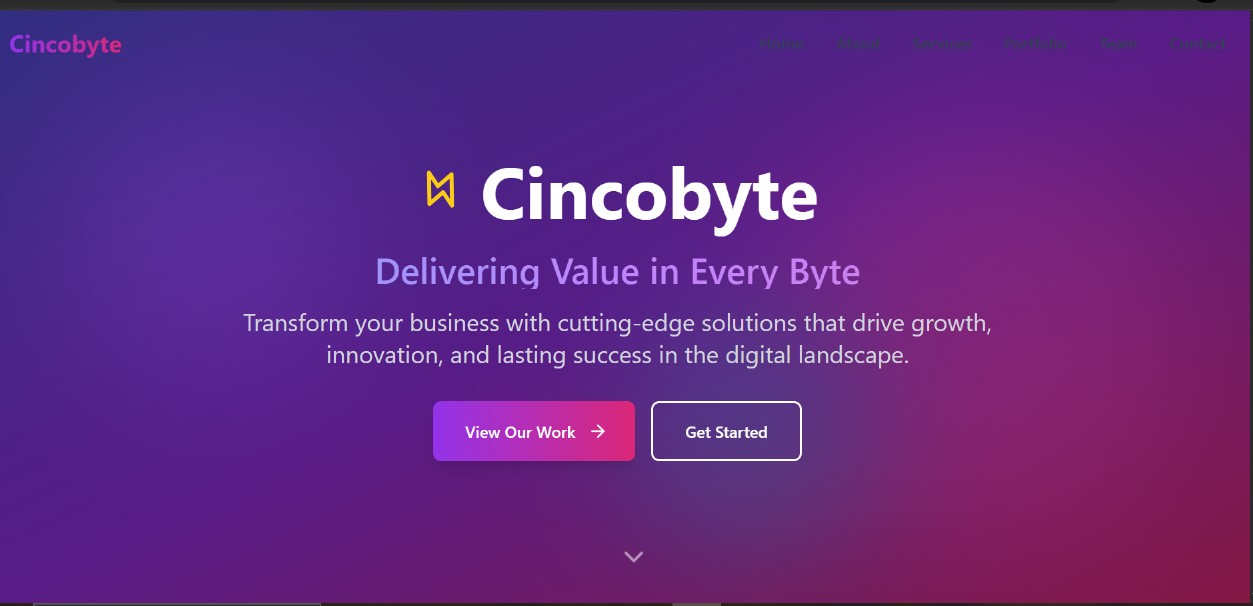 Cincobyte
Home About Services Portfolio Team Contact
Cincobyte
Delivering Value in Every Byte
Transform your business with cutting-edge solutions that drive growth,
innovation, and lasting success in the digital landscape.
View Our Work
Get Started